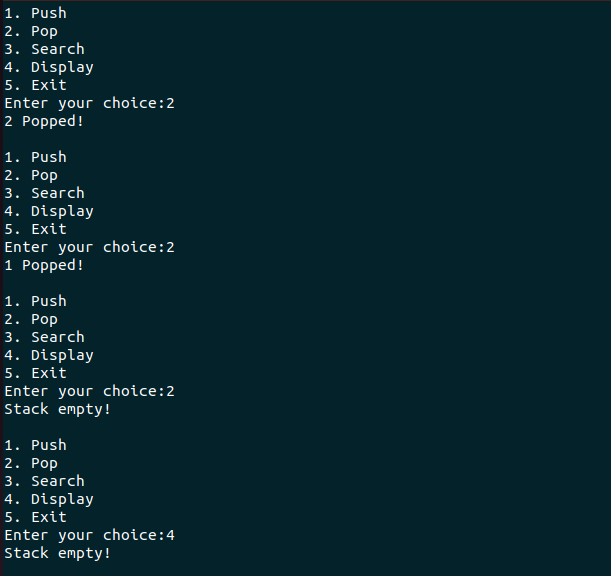 1. Push
2. Pop
3. Search
4. Display
5. Exit
Enter your choice:2
2 Popped!

1. Push
2. Pop
3. Search
4. Display
5. Exit
Enter your choice:2
1 Popped!

1. Push
2. Pop
3. Search
4. Display
5. Exit
Enter your choice:2
Stack empty!

1. Push
2. Pop
3. Search
4. Display
5. Exit
Enter your choice:4
Stack empty!